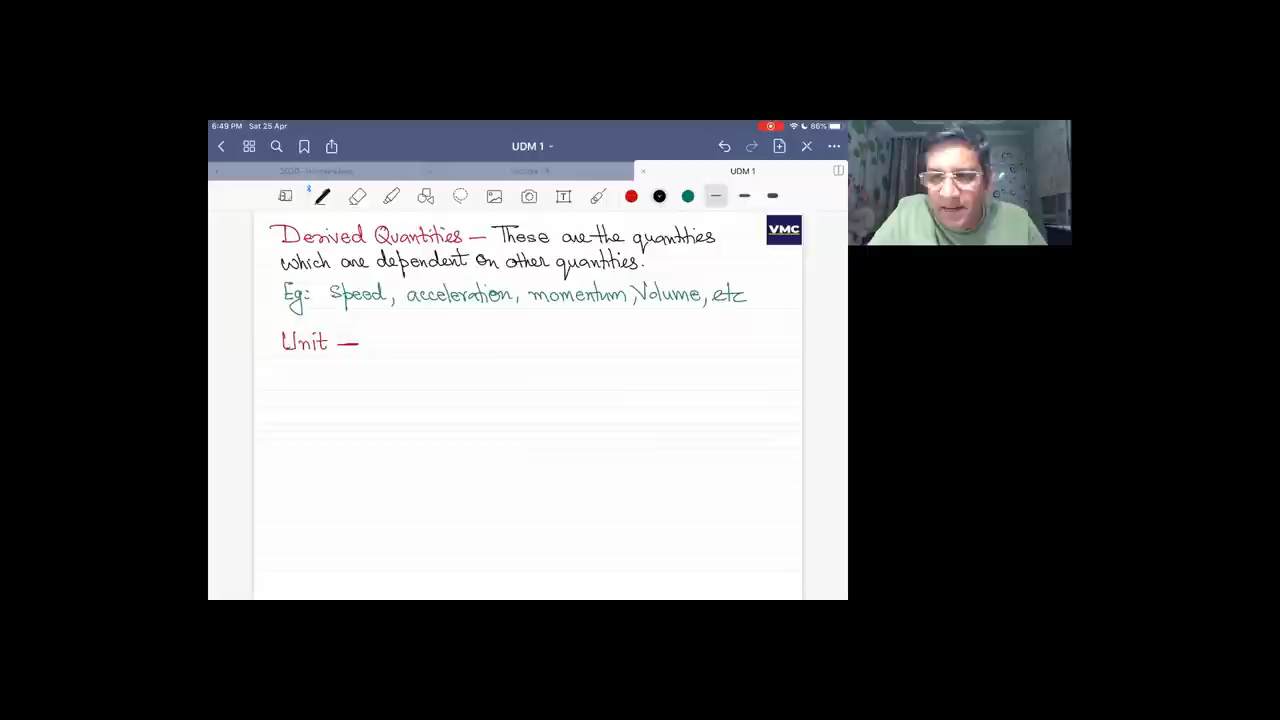 6:49 PM Sat 25 Apr
86%
UDM 1
UDM 1
Derived Quantities — These are the quantities
which are dependent on other quantities.
Eg: Speed, acceleration, momentum, Volume, etc
Unit —
VMC